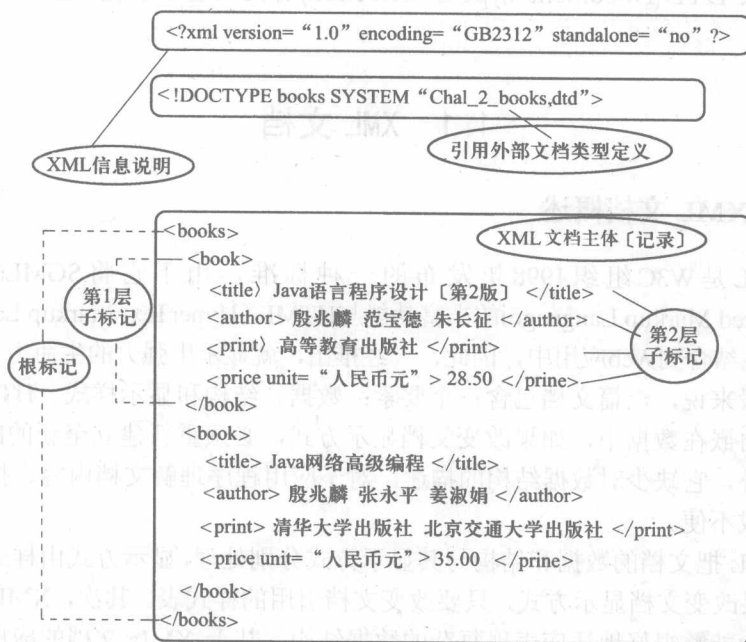 <?xml version=“1.0” encoding=“GB2312” standalone=“no” ?>
<!DOCTYPE books SYSTEM “Chal_2_books,dtd”>
XML信息说明
引用外部文档类型定义
<books>
XML文档主体〔记录〕
<book>
<title〉 Java语言程序设计〔第2版〕 </title>
<author> 殷兆麟 范宝德 朱长征 </author>
<print〉 高等教育出版社 </print>
<price unit= “人民币元”> 28.50 </prine>
</book>
<book>
<title> Java网络高级编程 </title>
<author> 殷兆麟 张永平 姜淑娟 </author>
<print> 清华大学出版社 北京交通大学出版社 </print>
<price unit= “人民币元”> 35.00 </prine>
</book>
</books>
第1层
子标记
第2层
子标记
根标记